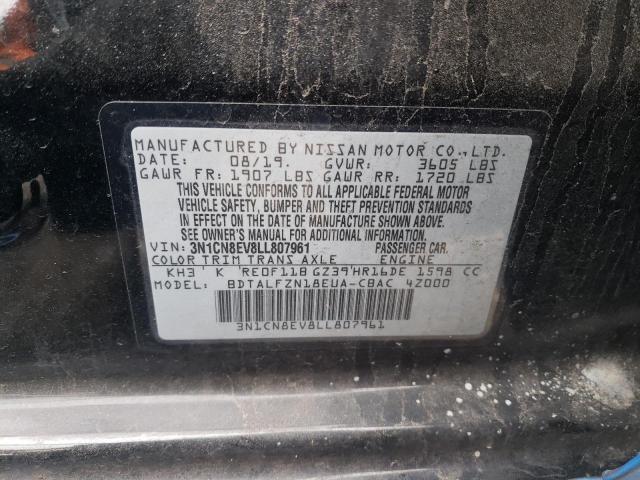 MANUFACTURED BY NISSAN MOTOR CO., LTD.
DATE: 08/19. GVWR: 3605 LBS
GAWR FR: 1907 LBS GAWR RR: 1720 LBS
THIS VEHICLE CONFORMS TO ALL APPLICABLE FEDERAL MOTOR
VEHICLE SAFETY, BUMPER AND THEFT PREVENTION STANDARDS
IN EFFECT ON THE DATE OF MANUFACTURE SHOWN ABOVE.
SEE OWNER'S MANUAL FOR ADDITIONAL INFORMATION.
VIN: 3N1CN8EV8LL807961 PASSENGER CAR.
COLOR TRIM TRANS AXLE ENGINE
KH3 K RE0F11B GZ39 HR16DE 1598 CC
MODEL: BDTALFZN18EUA-CBAC 4Z000
3N1CN8EV8LL807961